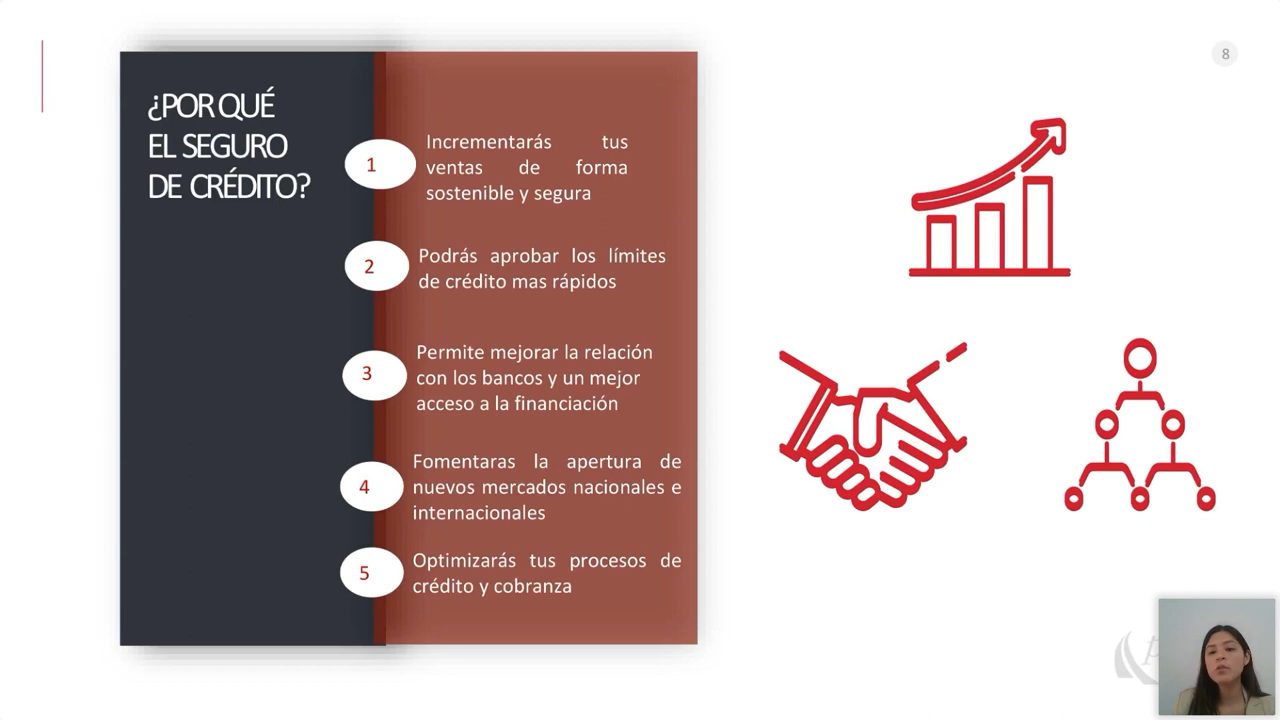 8
¿POR QUÉ
EL SEGURO
DE CRÉDITO?
1
Incrementarás tus
ventas de forma
sostenible y segura
2
Podrás aprobar los límites
de crédito mas rápidos
3
Permite mejorar la relación
con los bancos y un mejor
acceso a la financiación
4
Fomentaras la apertura de
nuevos mercados nacionales e
internacionales
5
Optimizarás tus procesos de
crédito y cobranza